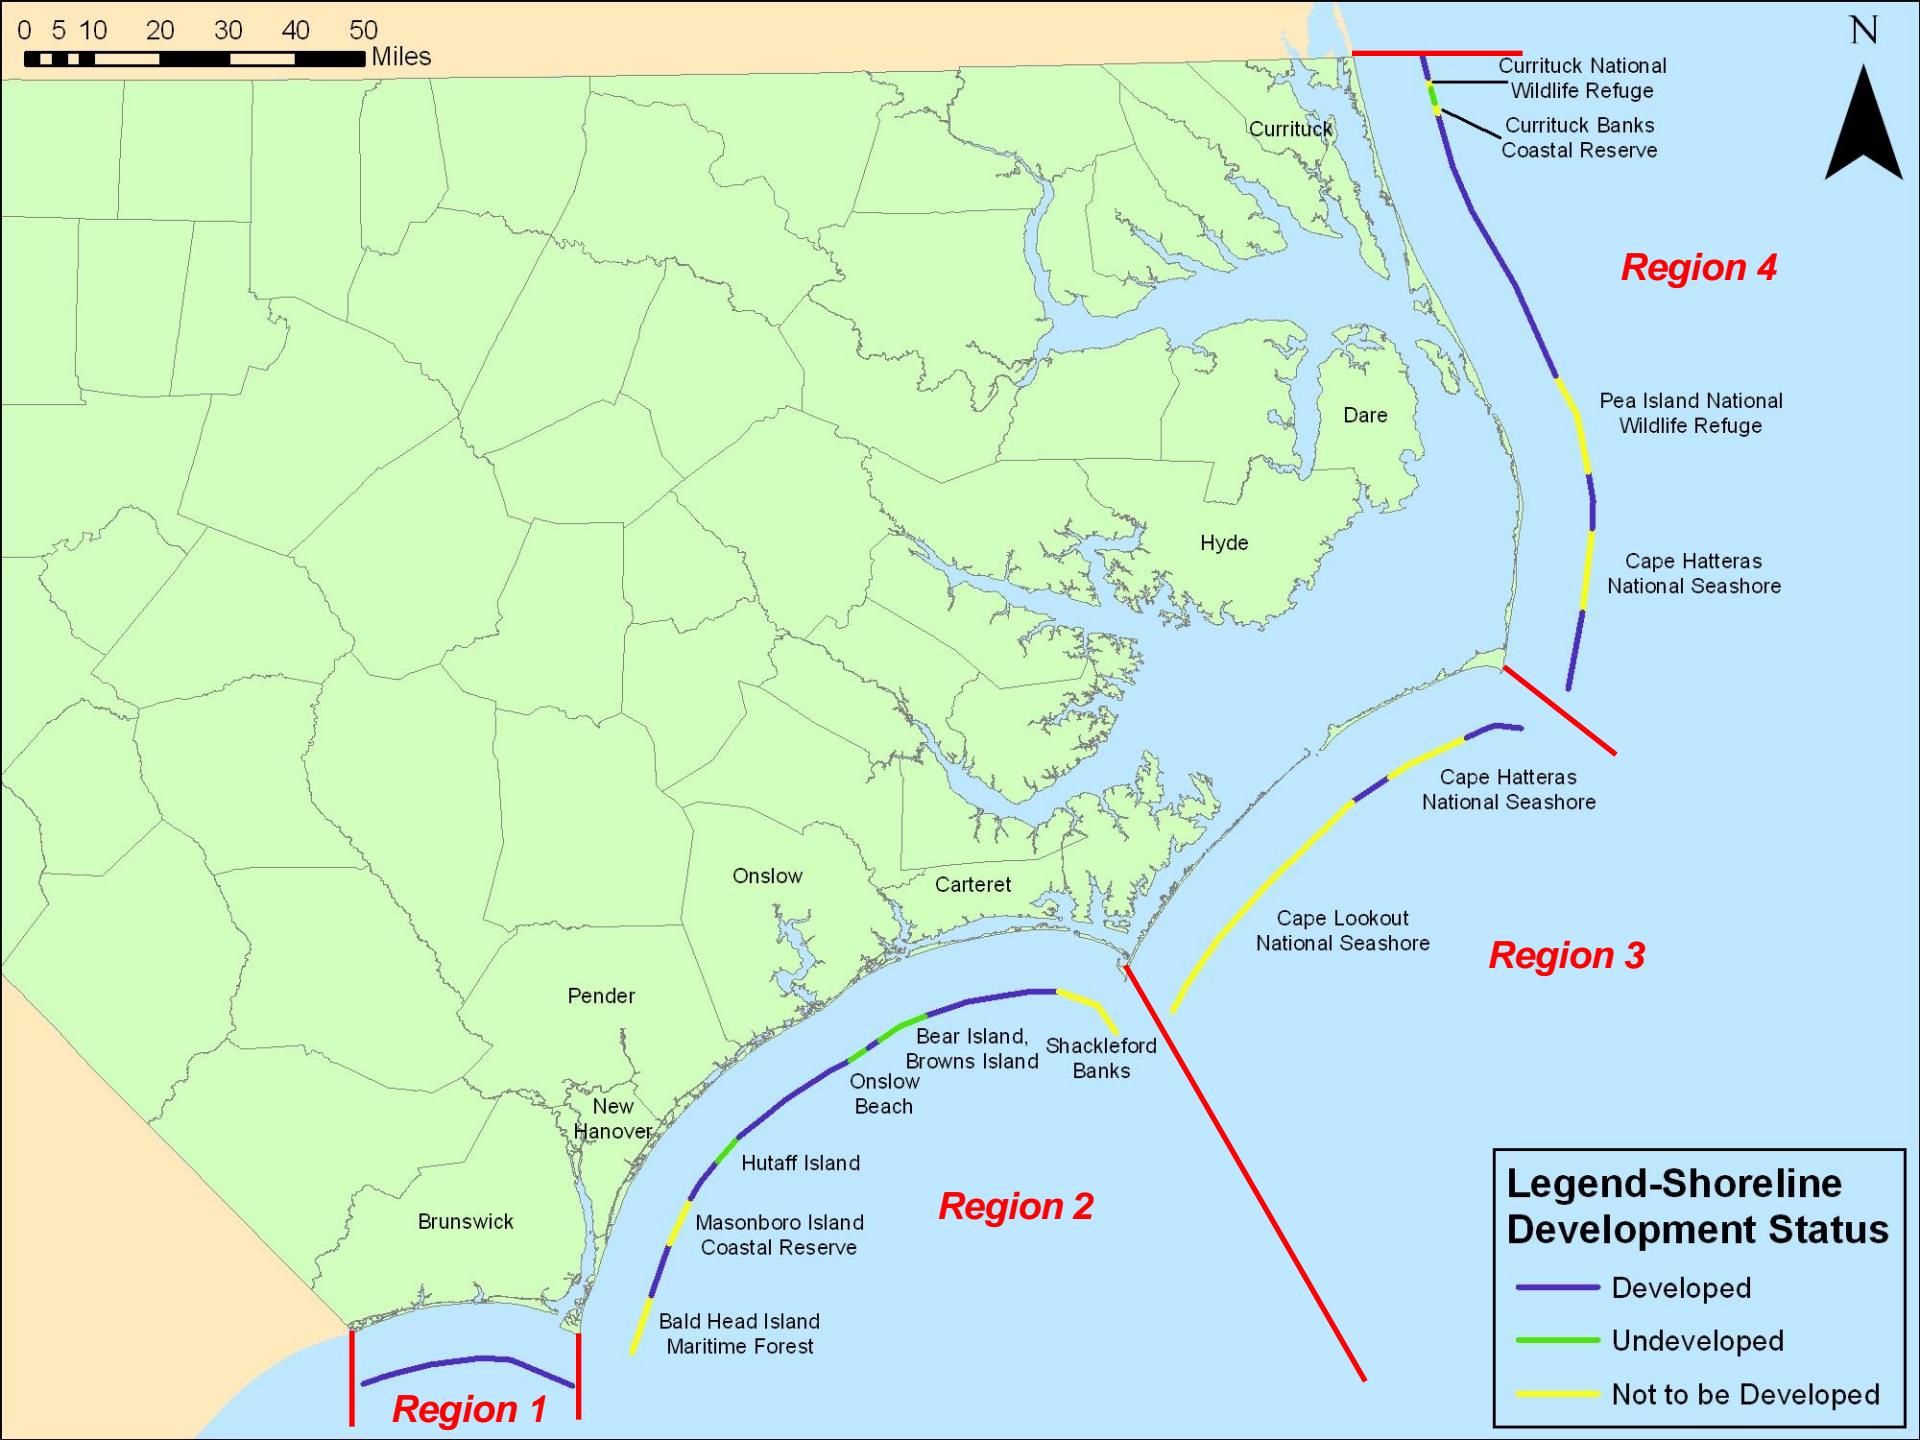 0 5 10 20 30 40 50
Miles
N
Currituck National
Wildlife Refuge
Currituck Banks
Coastal Reserve
Currituck
Region 4
Pea Island National
Wildlife Refuge
Dare
Hyde
Cape Hatteras
National Seashore
Cape Hatteras
National Seashore
Onslow
Carteret
Cape Lookout
National Seashore
Region 3
Pender
Bear Island,
Browns Island
Shackleford
Banks
Onslow
Beach
New
Hanover
Hutaff Island
Region 2
Brunswick
Masonboro Island
Coastal Reserve
Bald Head Island
Maritime Forest
Region 1
Legend-Shoreline
Development Status
Developed
Undeveloped
Not to be Developed